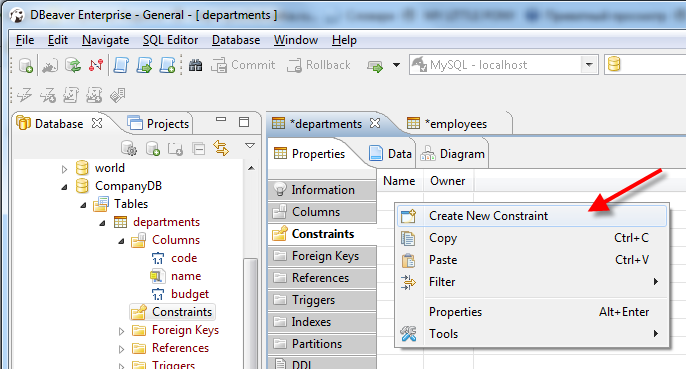 DBeaver Enterprise - General - [ departments ]
File Edit Navigate SQL Editor Database Window Help
Commit Rollback MySQL - localhost
Database Projects
*departments *employees
Properties Data Diagram
world
CompanyDB
Tables
departments
Columns
code
name
budget
Constraints
Foreign Keys
References
Triggers
Information
Columns
Constraints
Foreign Keys
References
Triggers
Indexes
Partitions
DDL
Name Owner
Create New Constraint
Copy Ctrl+C
Paste Ctrl+V
Filter
Properties Alt+Enter
Tools